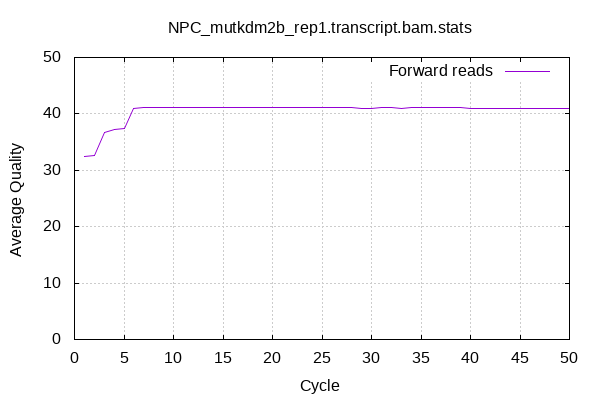 NPC_mutkdm2b_rep1.transcript.bam.stats
Forward reads
50
40
30
20
10
0
Average Quality
0 5 10 15 20 25 30 35 40 45 50
Cycle